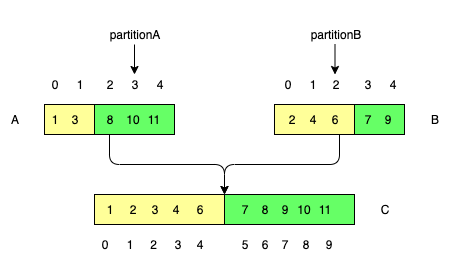 partitionA partitionB
0 1 2 3 4 0 1 2 3 4
A 1 3 8 10 11 2 4 6 7 9 B
1 2 3 4 6 7 8 9 10 11 C
0 1 2 3 4 5 6 7 8 9